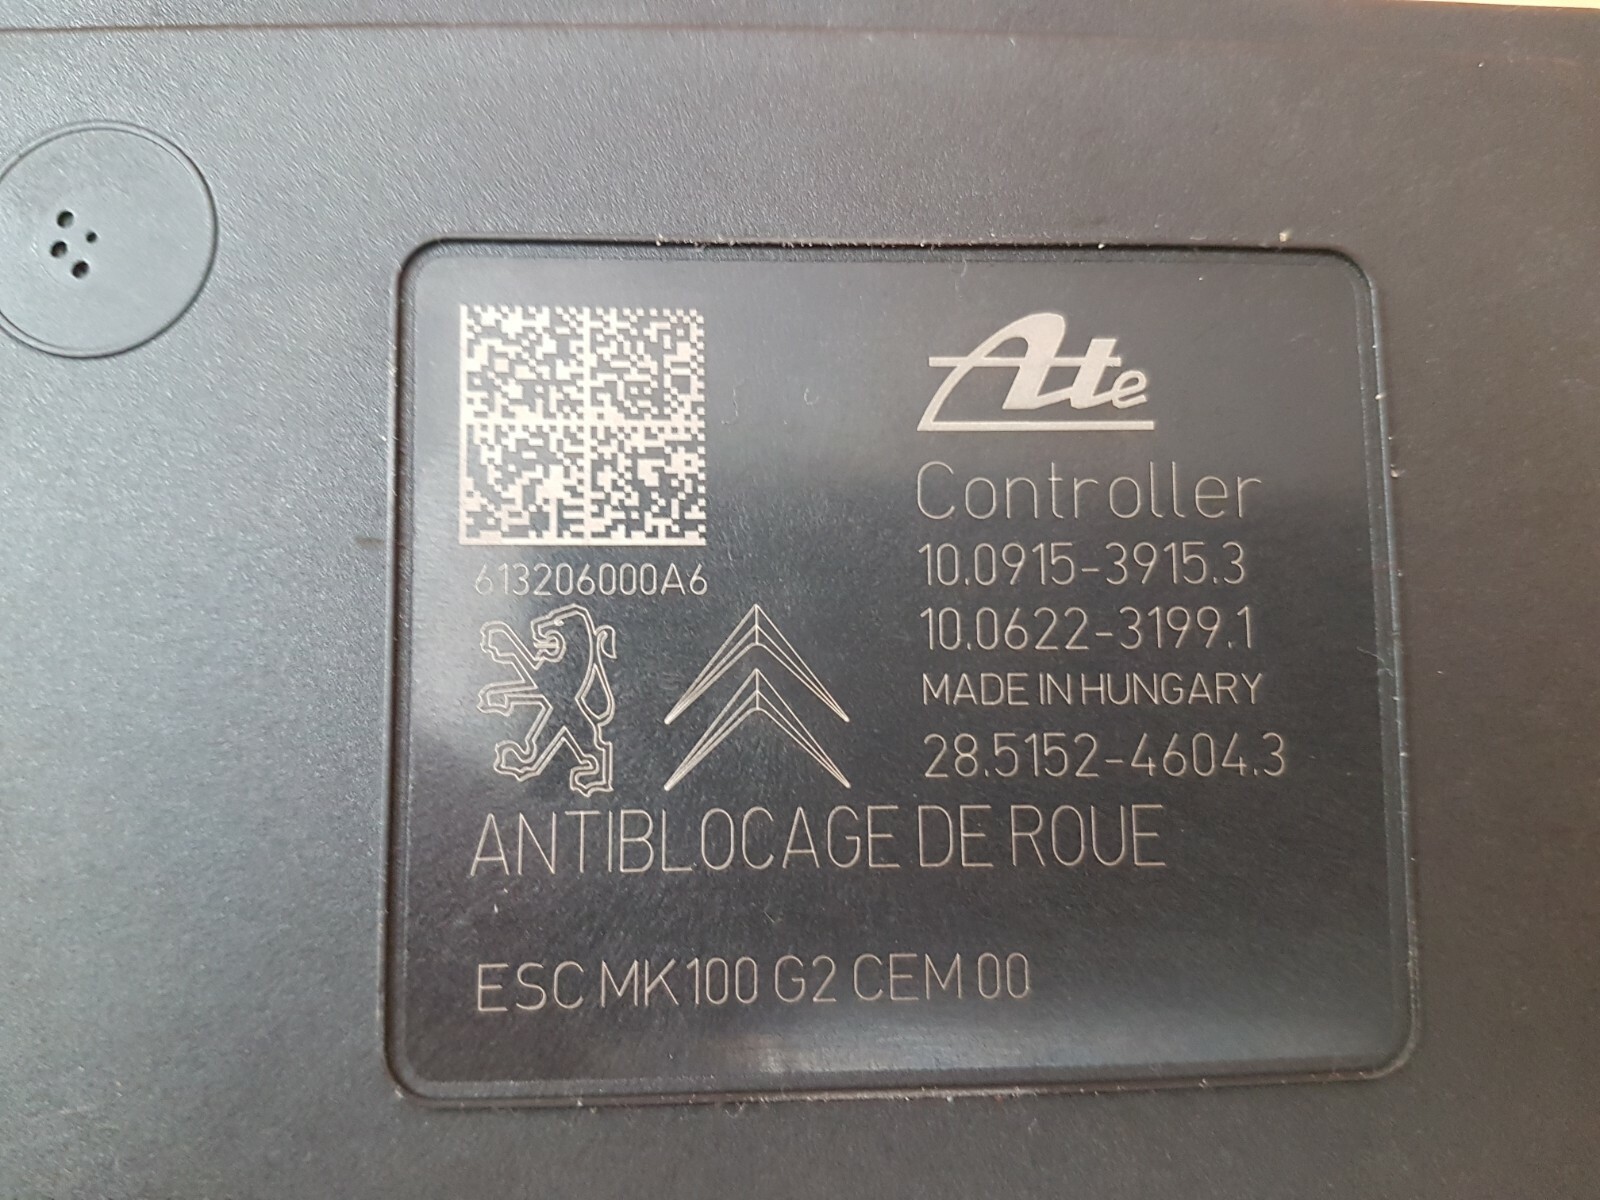 Ate
Controller
10.0915-3915.3
10.0622-3199.1
MADE IN HUNGARY
28.5152-4604.3
613206000A6
ANTIBLOCAGE DE ROUE
ESC MK100 G2 CEM 00